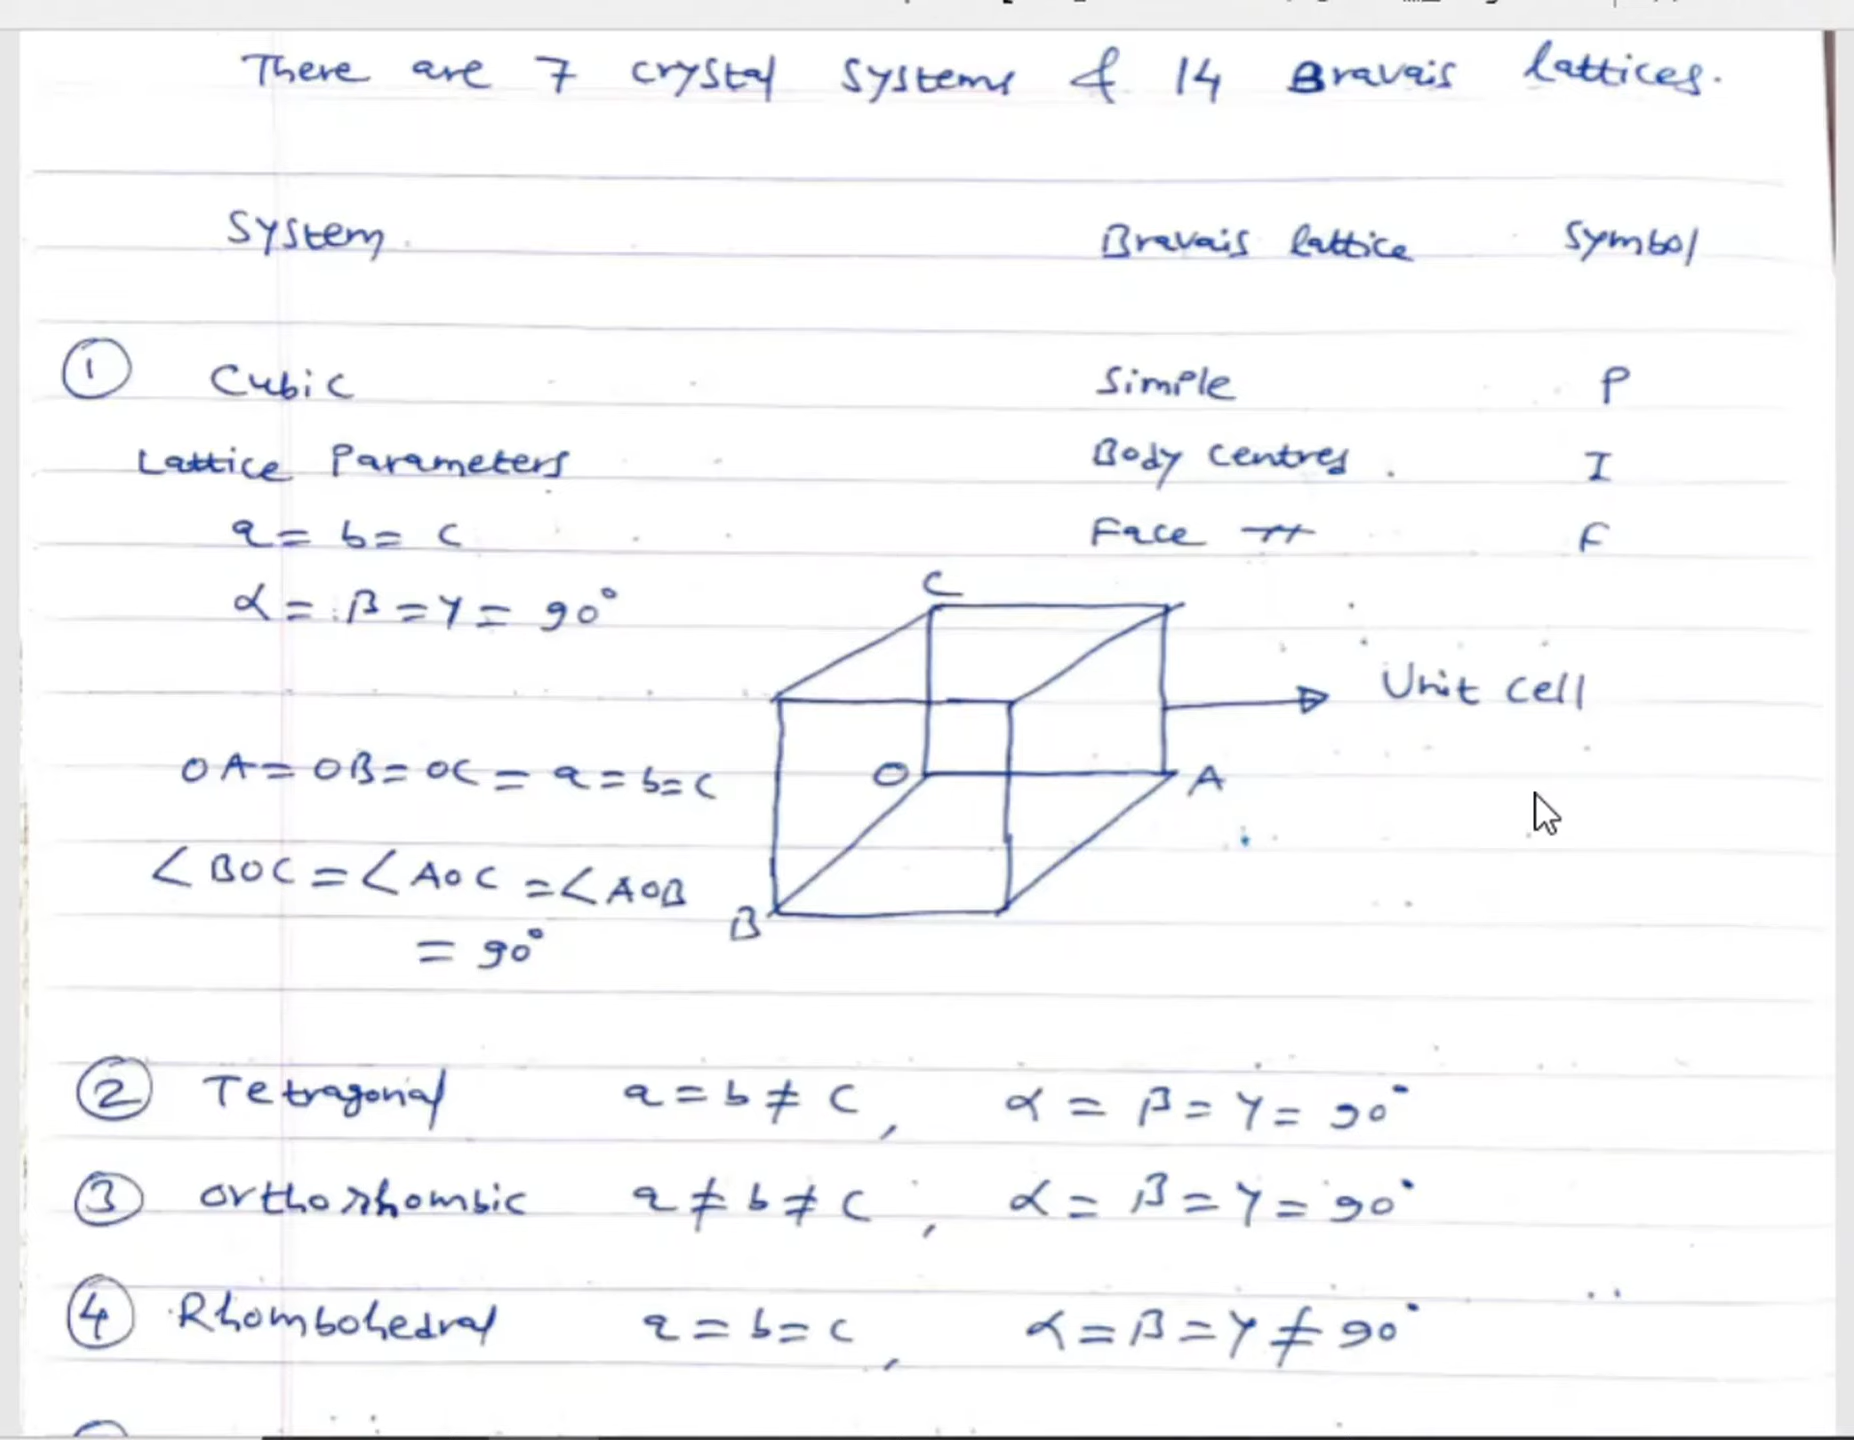 There are 7 crystal systems & 14 Bravais lattices.
System Bravais lattice Symbol
① Cubic Simple P
Lattice Parameters Body centred I
a = b = c Face —〃— F
α = β = γ = 90°
C
Unit cell
OA = OB = OC = a = b = c O A
∠BOC = ∠AOC = ∠AOB
B
= 90°
② Tetragonal a = b ≠ c, α = β = γ = 90°
③ Orthorhombic a ≠ b ≠ c, α = β = γ = 90°
④ Rhombohedral a = b = c, α = β = γ ≠ 90°